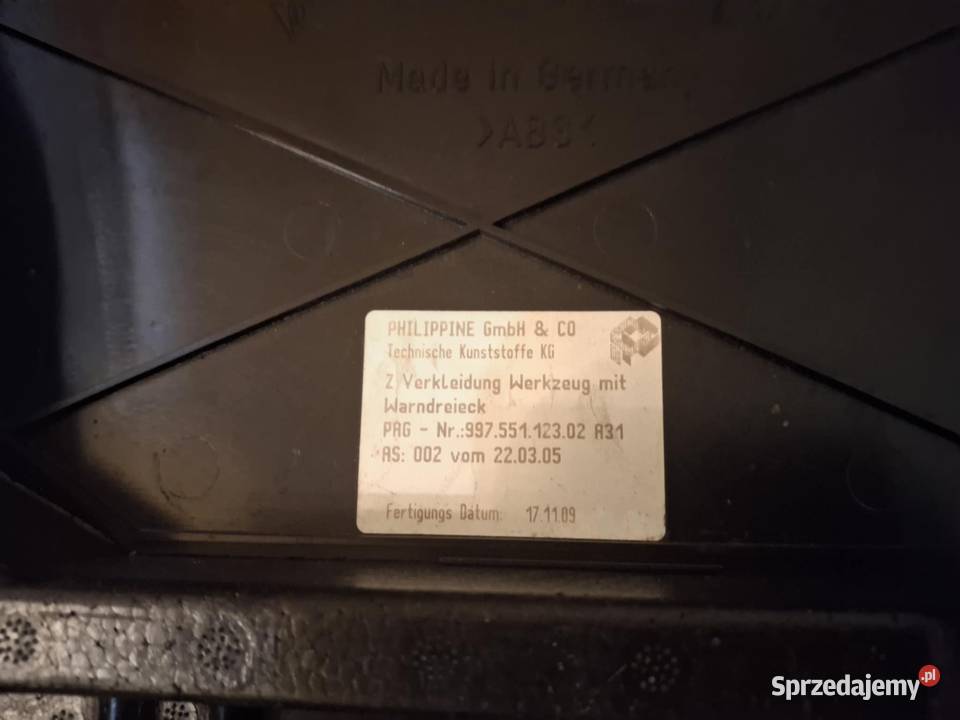 Made in Germany
>ABS<
PHILIPPINE GmbH & CO
Technische Kunststoffe KG
Z Verkleidung Werkzeug mit
Warndreieck
PAG - Nr.:997.551.123.02 A31
AS: 002 vom 22.03.05
Fertigungs Datum: 17.11.09
Sprzedajemy.pl